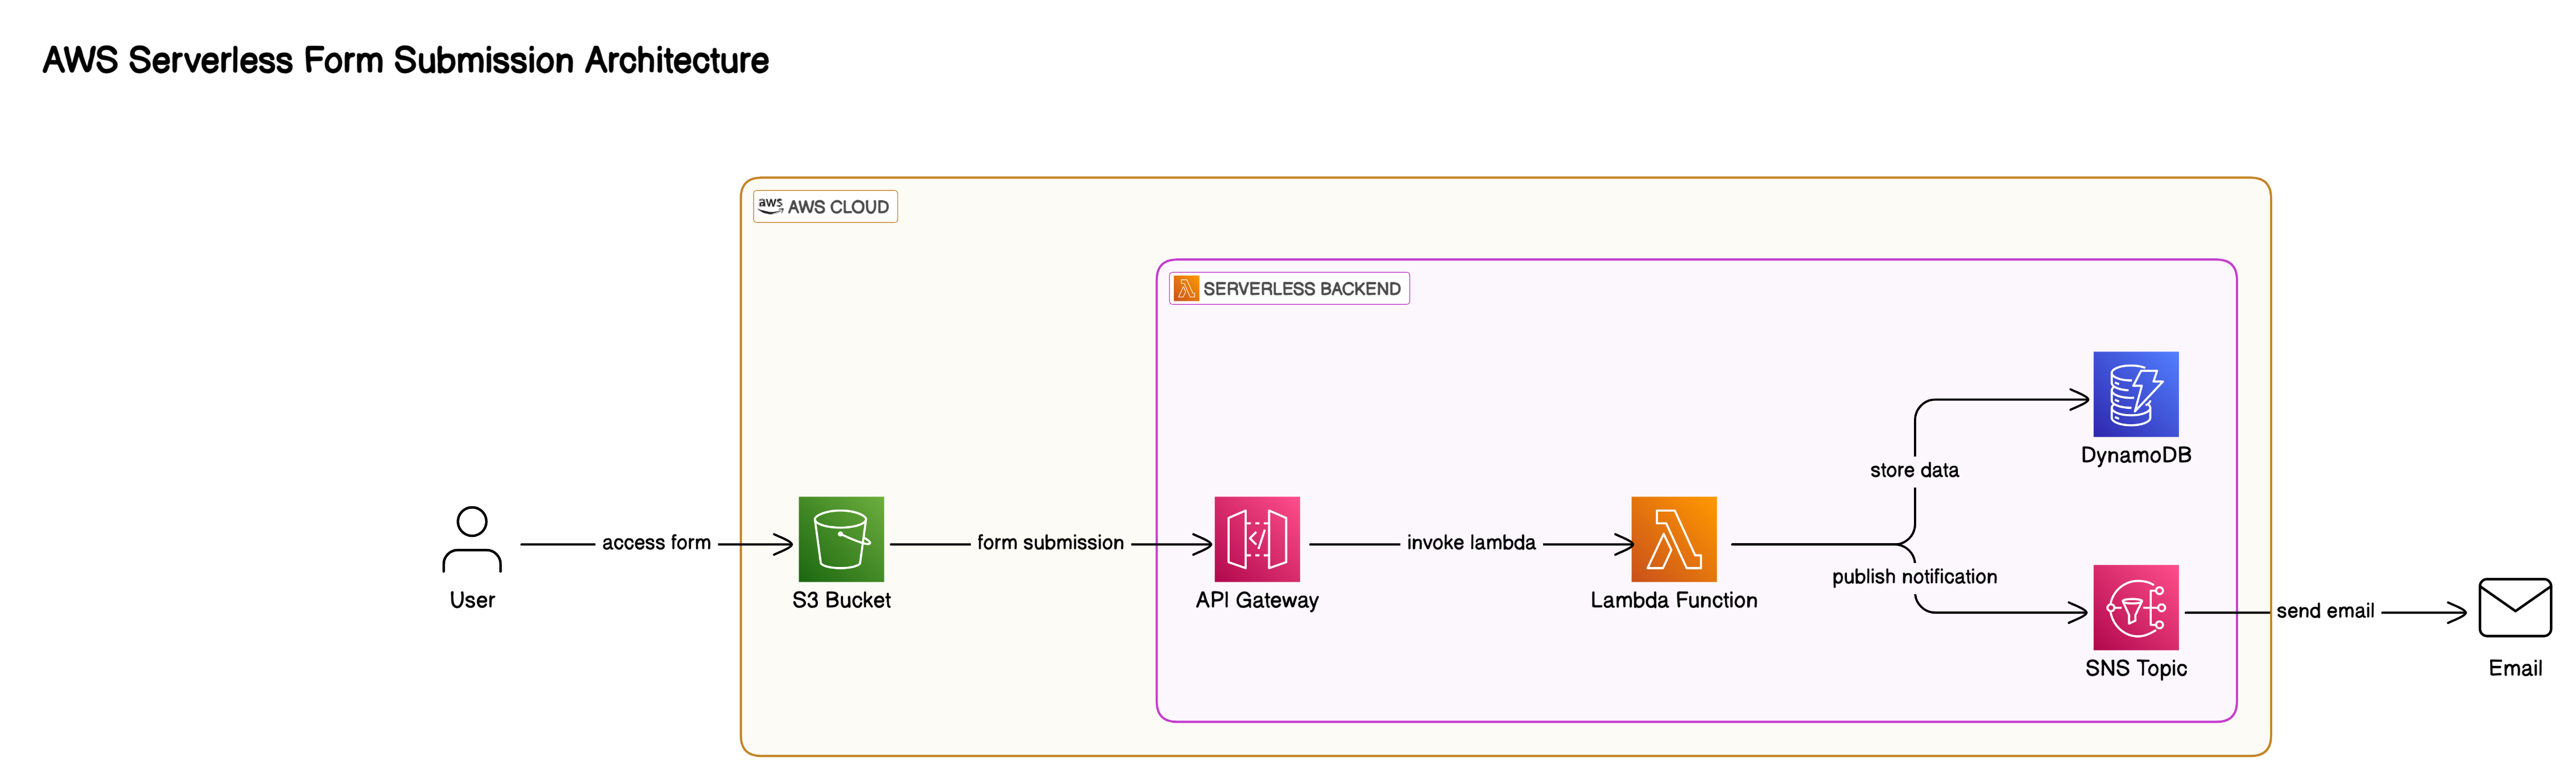 AWS Serverless Form Submission Architecture
aws AWS CLOUD
SERVERLESS BACKEND
DynamoDB
store data
access form
form submission
</>
invoke lambda
publish notification
User
S3 Bucket
API Gateway
Lambda Function
send email
SNS Topic
Email